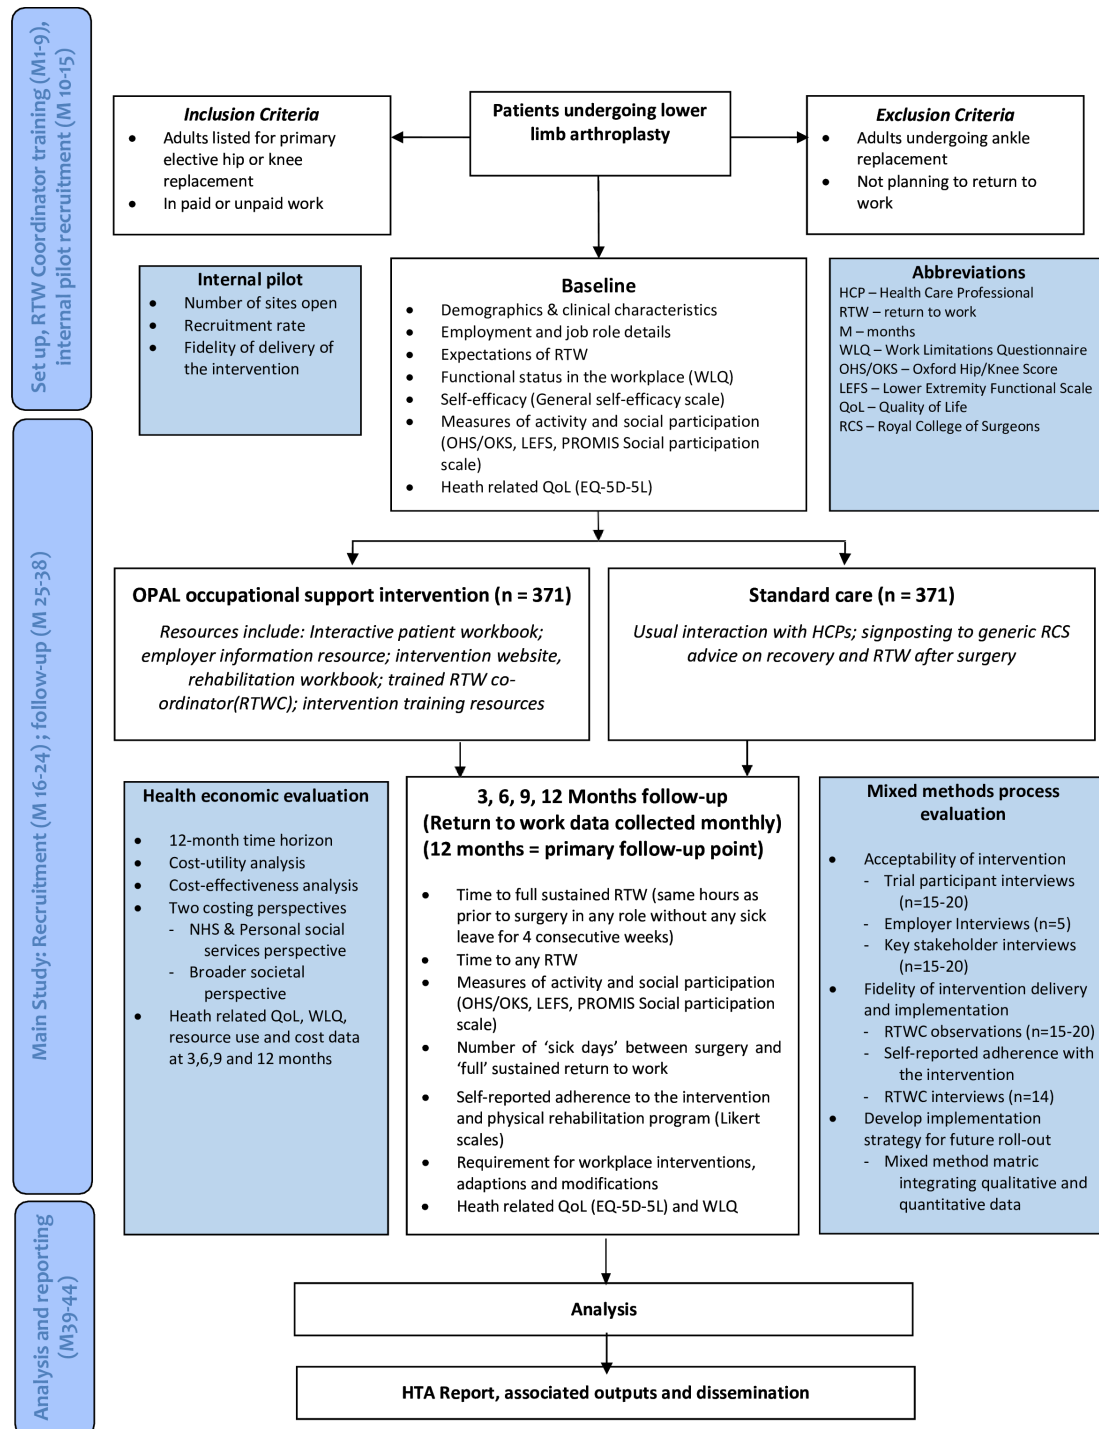 Set up, RTW Coordinator training (M1-9),
internal pilot recruitment (M 10-15)
Inclusion Criteria
• Adults listed for primary
elective hip or knee
replacement
• In paid or unpaid work
Patients undergoing lower
limb arthroplasty
Exclusion Criteria
• Adults undergoing ankle
replacement
• Not planning to return to
work
Internal pilot
• Number of sites open
• Recruitment rate
• Fidelity of delivery of
the intervention
Baseline
• Demographics & clinical characteristics
• Employment and job role details
• Expectations of RTW
• Functional status in the workplace (WLQ)
• Self-efficacy (General self-efficacy scale)
• Measures of activity and social participation
(OHS/OKS, LEFS, PROMIS Social participation
scale)
• Heath related QoL (EQ-5D-5L)
Abbreviations
HCP – Health Care Professional
RTW – return to work
M – months
WLQ – Work Limitations Questionnaire
OHS/OKS – Oxford Hip/Knee Score
LEFS – Lower Extremity Functional Scale
QoL – Quality of Life
RCS – Royal College of Surgeons
Main Study: Recruitment (M 16-24) ; follow-up (M 25-38)
OPAL occupational support intervention (n = 371)
Resources include: Interactive patient workbook;
employer information resource; intervention website,
rehabilitation workbook; trained RTW co-
ordinator(RTWC); intervention training resources
Standard care (n = 371)
Usual interaction with HCPs; signposting to generic RCS
advice on recovery and RTW after surgery
Health economic evaluation
• 12-month time horizon
• Cost-utility analysis
• Cost-effectiveness analysis
• Two costing perspectives
- NHS & Personal social
services perspective
- Broader societal
perspective
• Heath related QoL, WLQ,
resource use and cost data
at 3,6,9 and 12 months
3, 6, 9, 12 Months follow-up
(Return to work data collected monthly)
(12 months = primary follow-up point)
• Time to full sustained RTW (same hours as
prior to surgery in any role without any sick
leave for 4 consecutive weeks)
• Time to any RTW
• Measures of activity and social participation
(OHS/OKS, LEFS, PROMIS Social participation
scale)
• Number of ‘sick days’ between surgery and
‘full’ sustained return to work
• Self-reported adherence to the intervention
and physical rehabilitation program (Likert
scales)
• Requirement for workplace interventions,
adaptions and modifications
• Heath related QoL (EQ-5D-5L) and WLQ
Mixed methods process
evaluation
• Acceptability of intervention
- Trial participant interviews
(n=15-20)
- Employer Interviews (n=5)
- Key stakeholder interviews
(n=15-20)
• Fidelity of intervention delivery
and implementation
- RTWC observations (n=15-20)
- Self-reported adherence with
the intervention
- RTWC interviews (n=14)
• Develop implementation
strategy for future roll-out
- Mixed method matric
integrating qualitative and
quantitative data
Analysis and reporting
(M39-44)
Analysis
HTA Report, associated outputs and dissemination